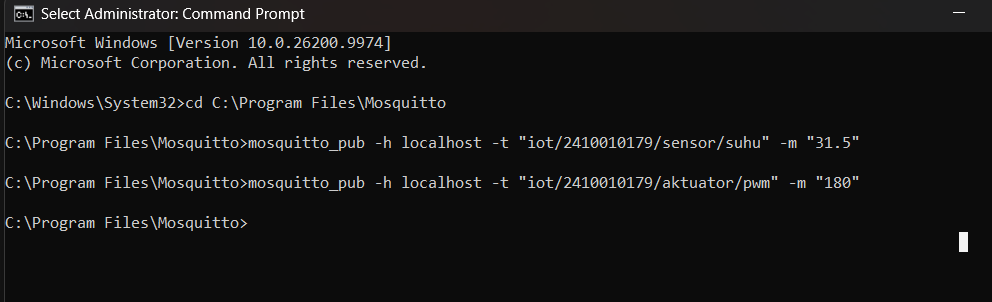 Select Administrator: Command Prompt
Microsoft Windows [Version 10.0.26200.9974]
(c) Microsoft Corporation. All rights reserved.
C:\Windows\System32>cd C:\Program Files\Mosquitto
C:\Program Files\Mosquitto>mosquitto_pub -h localhost -t "iot/2410010179/sensor/suhu" -m "31.5"
C:\Program Files\Mosquitto>mosquitto_pub -h localhost -t "iot/2410010179/aktuator/pwm" -m "180"
C:\Program Files\Mosquitto>